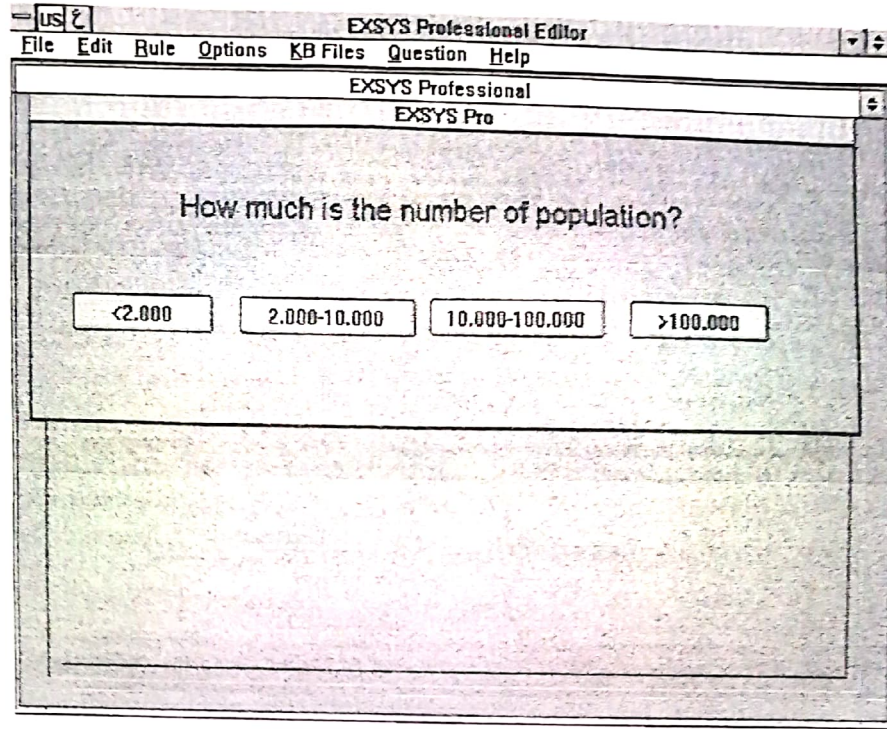 US ع
EXSYS Professional Editor
File Edit Rule Options KB Files Question Help
EXSYS Professional
EXSYS Pro
How much is the number of population?
<2.000 2.000-10.000 10.000-100.000 >100.000